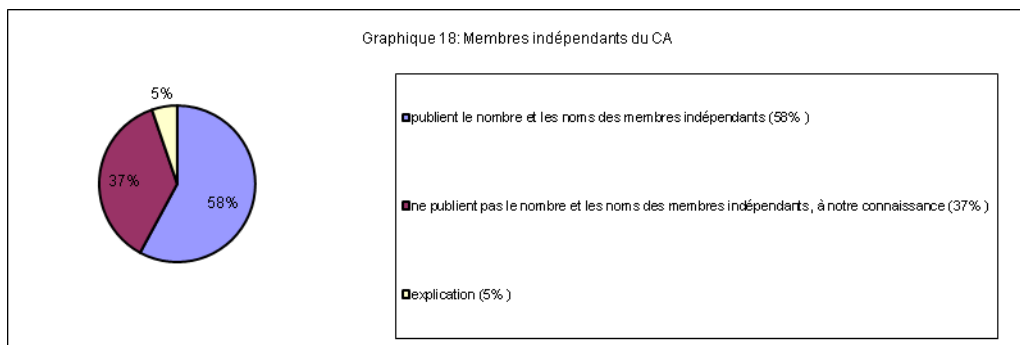 Graphique 18: Membres indépendants du CA
5%
37%
58%
publient le nombre et les noms des membres indépendants (58% )
ne publient pas le nombre et les noms des membres indépendants, à notre connaissance (37% )
explication (5% )